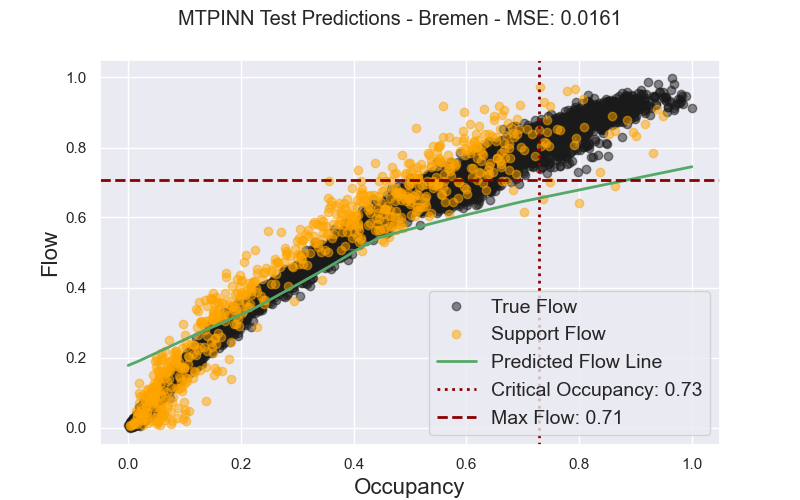 MTPINN Test Predictions - Bremen - MSE: 0.0161
1.0
0.8
0.6
0.4
0.2
0.0
Flow
True Flow
Support Flow
Predicted Flow Line
Critical Occupancy: 0.73
Max Flow: 0.71
0.0 0.2 0.4 0.6 0.8 1.0
Occupancy